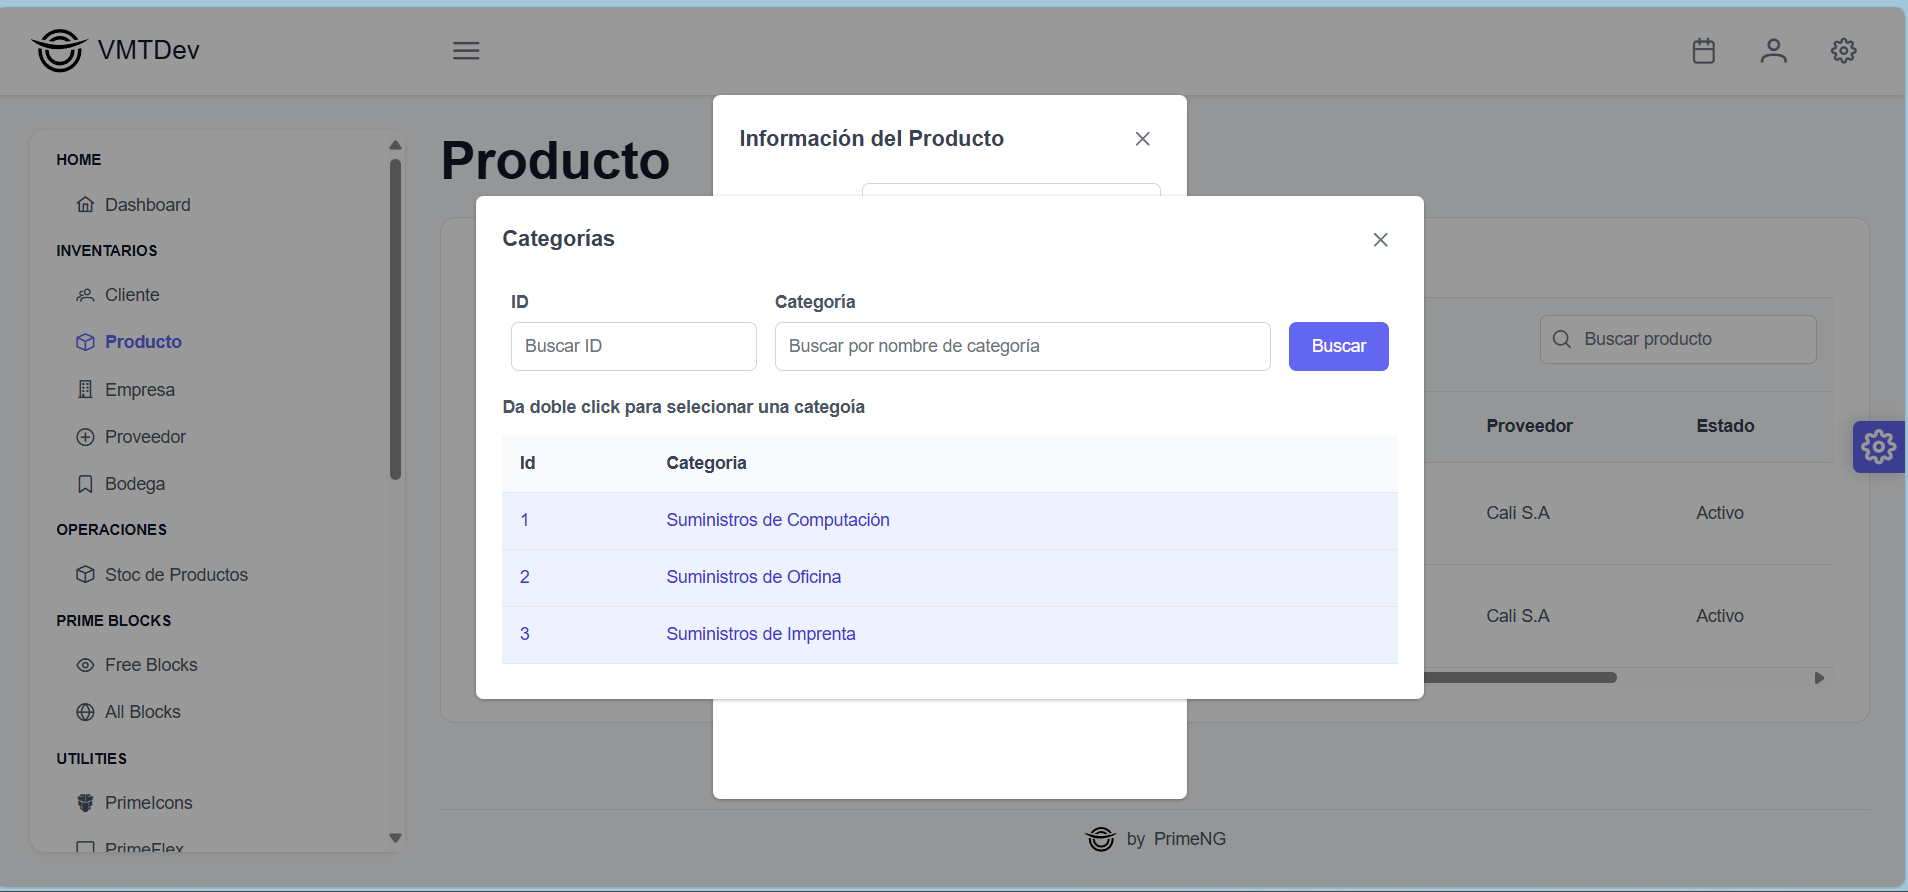 VMTDev
HOME
Dashboard
INVENTARIOS
Cliente
Producto
Empresa
Proveedor
Bodega
OPERACIONES
Stoc de Productos
PRIME BLOCKS
Free Blocks
All Blocks
UTILITIES
PrimeIcons
PrimeFlex
Producto
Información del Producto
Categorías
ID
Categoría
Buscar ID
Buscar por nombre de categoría
Buscar
Da doble click para selecionar una categoía
Id Categoria
1 Suministros de Computación
2 Suministros de Oficina
3 Suministros de Imprenta
Buscar producto
Proveedor Estado
Cali S.A Activo
Cali S.A Activo
by PrimeNG